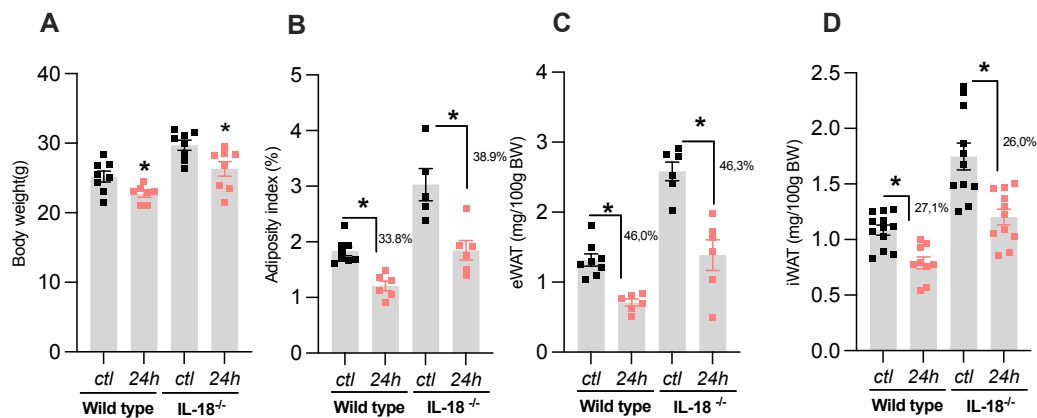 A
Body weight(g)
40
30
20
10
0
*
*
ctl 24h ctl 24h
Wild type IL-18-/-
B
Adiposity index (%)
5
4
3
2
1
0
*
33.8%
*
38.9%
ctl 24h ctl 24h
Wild type IL-18 -/-
C
eWAT (mg/100g BW)
4
3
2
1
0
*
46,0%
*
46,3%
ctl 24h ctl 24h
Wild type IL-18-/-
D
iWAT (mg/100g BW)
2.5
2.0
1.5
1.0
0.5
0.0
*
27,1%
*
26,0%
ctl 24h ctl 24h
Wild type IL-18-/-